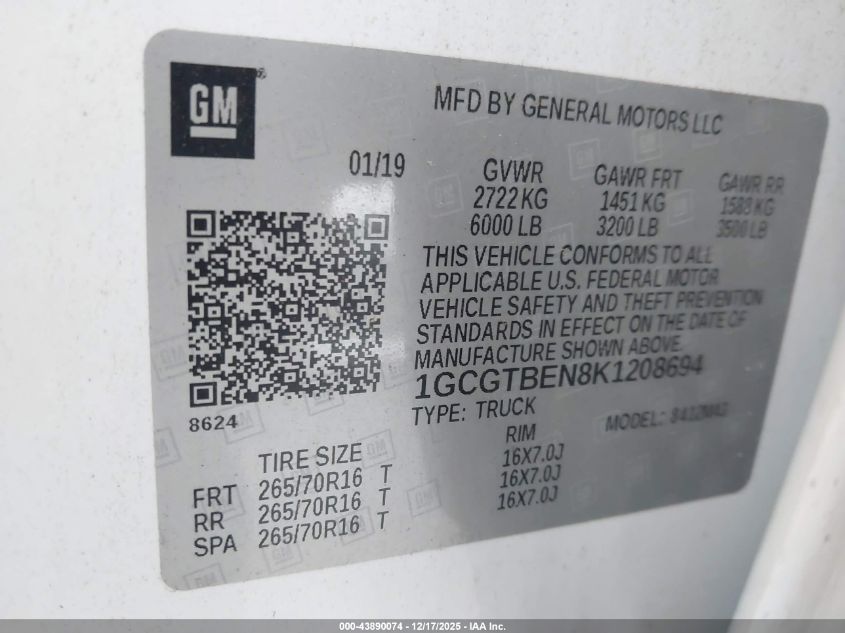 GM
MFD BY GENERAL MOTORS LLC
01/19 GVWR GAWR FRT GAWR RR
2722 KG 1451 KG 1588 KG
6000 LB 3200 LB 3500 LB
THIS VEHICLE CONFORMS TO ALL
APPLICABLE U.S. FEDERAL MOTOR
VEHICLE SAFETY AND THEFT PREVENTION
STANDARDS IN EFFECT ON THE DATE OF
MANUFACTURE SHOWN ABOVE.
1GCGTBEN8K1208694
8624
TYPE: TRUCK MODEL:
TIRE SIZE RIM
FRT 265/70R16 T 16X7.0J
RR 265/70R16 T 16X7.0J
SPA 265/70R16 T 16X7.0J
000-43890074 - 12/17/2025 - IAA Inc.